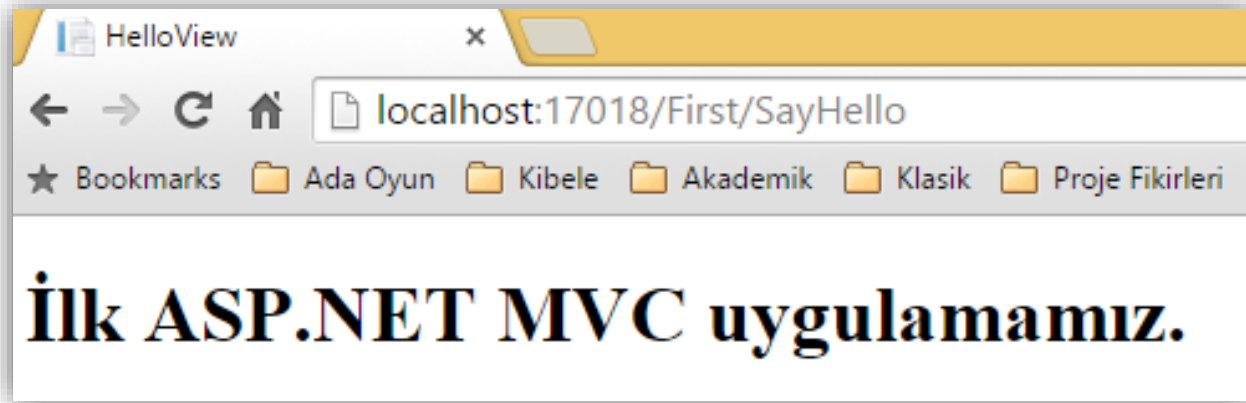 HelloView
localhost:17018/First/SayHello
Bookmarks Ada Oyun Kibele Akademik Klasik Proje Fikirleri
İlk ASP.NET MVC uygulamamız.